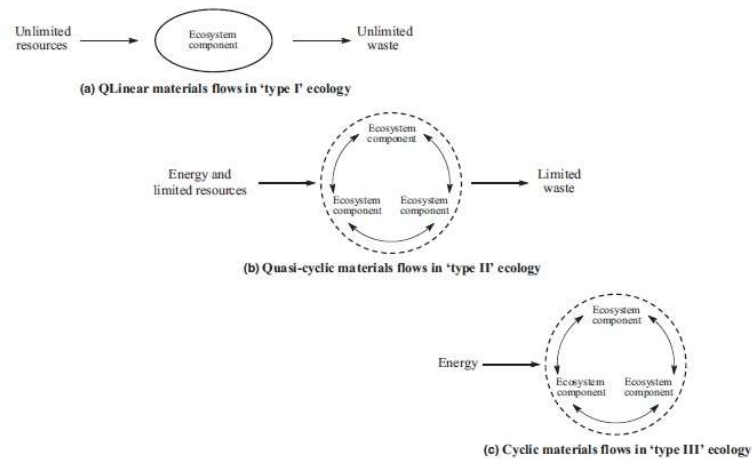 Unlimited
resources
Ecosystem
component
Unlimited
waste
(a) QLinear materials flows in ‘type I’ ecology
Energy and
limited resources
Ecosystem
component
Ecosystem
component
Ecosystem
component
Limited
waste
(b) Quasi-cyclic materials flows in ‘type II’ ecology
Energy
Ecosystem
component
Ecosystem
component
Ecosystem
component
(c) Cyclic materials flows in ‘type III’ ecology